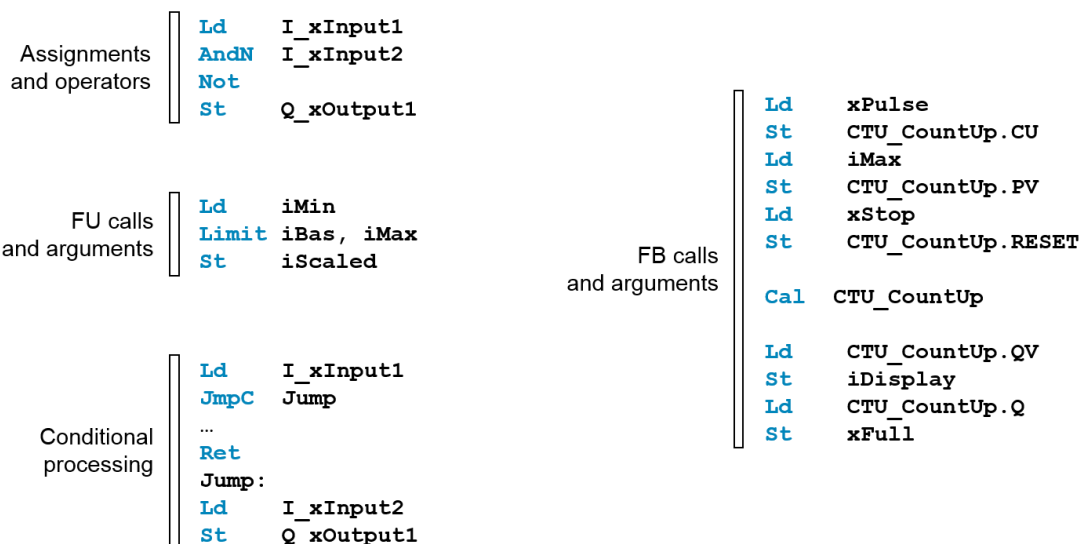 Assignments
and operators
Ld I_xInput1
AndN I_xInput2
Not
St Q_xOutput1
FU calls
and arguments
Ld iMin
Limit iBas, iMax
St iScaled
Conditional
processing
Ld I_xInput1
JmpC Jump
…
Ret
Jump:
Ld I_xInput2
St Q_xOutput1
FB calls
and arguments
Ld xPulse
St CTU_CountUp.CU
Ld iMax
St CTU_CountUp.PV
Ld xStop
St CTU_CountUp.RESET
Cal CTU_CountUp
Ld CTU_CountUp.QV
St iDisplay
Ld CTU_CountUp.Q
St xFull